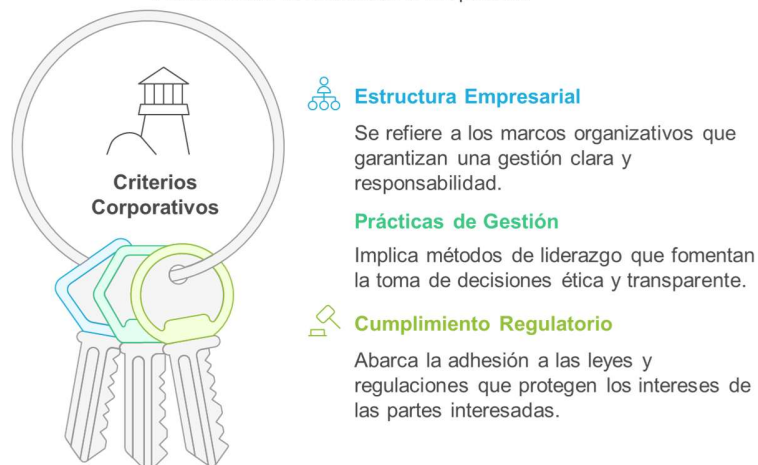 Criterios
Corporativos
Estructura Empresarial
Se refiere a los marcos organizativos que
garantizan una gestión clara y
responsabilidad.
Prácticas de Gestión
Implica métodos de liderazgo que fomentan
la toma de decisiones ética y transparente.
Cumplimiento Regulatorio
Abarca la adhesión a las leyes y
regulaciones que protegen los intereses de
las partes interesadas.